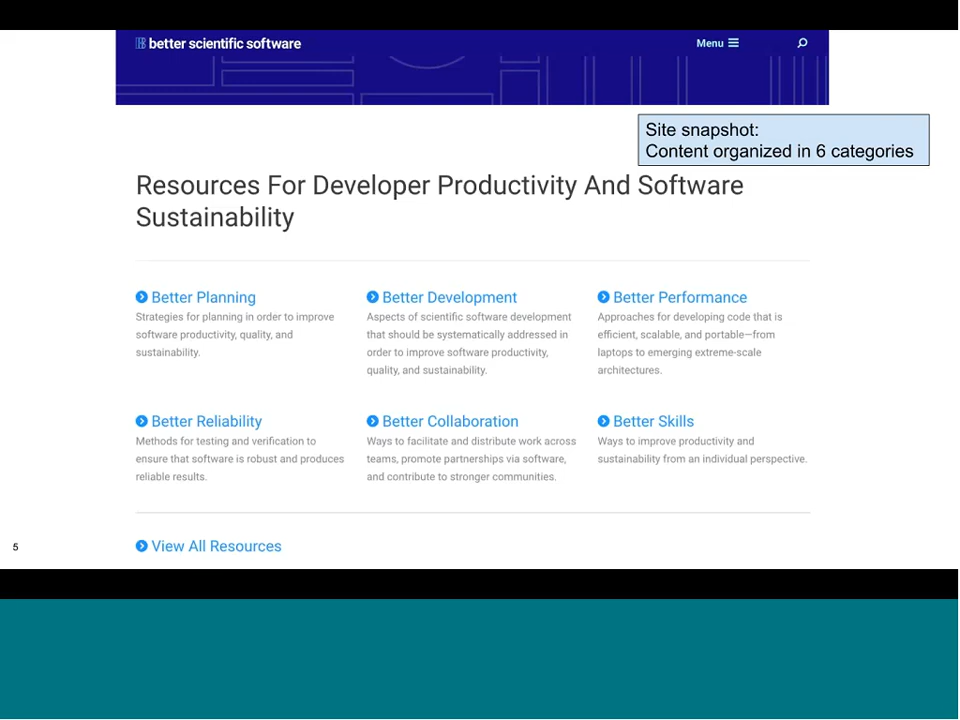 better scientific software
Menu
Site snapshot:
Content organized in 6 categories
Resources For Developer Productivity And Software
Sustainability
Better Planning
Strategies for planning in order to improve
software productivity, quality, and
sustainability.
Better Development
Aspects of scientific software development
that should be systematically addressed in
order to improve software productivity,
quality, and sustainability.
Better Performance
Approaches for developing code that is
efficient, scalable, and portable—from
laptops to emerging extreme-scale
architectures.
Better Reliability
Methods for testing and verification to
ensure that software is robust and produces
reliable results.
Better Collaboration
Ways to facilitate and distribute work across
teams, promote partnerships via software,
and contribute to stronger communities.
Better Skills
Ways to improve productivity and
sustainability from an individual perspective.
View All Resources
5